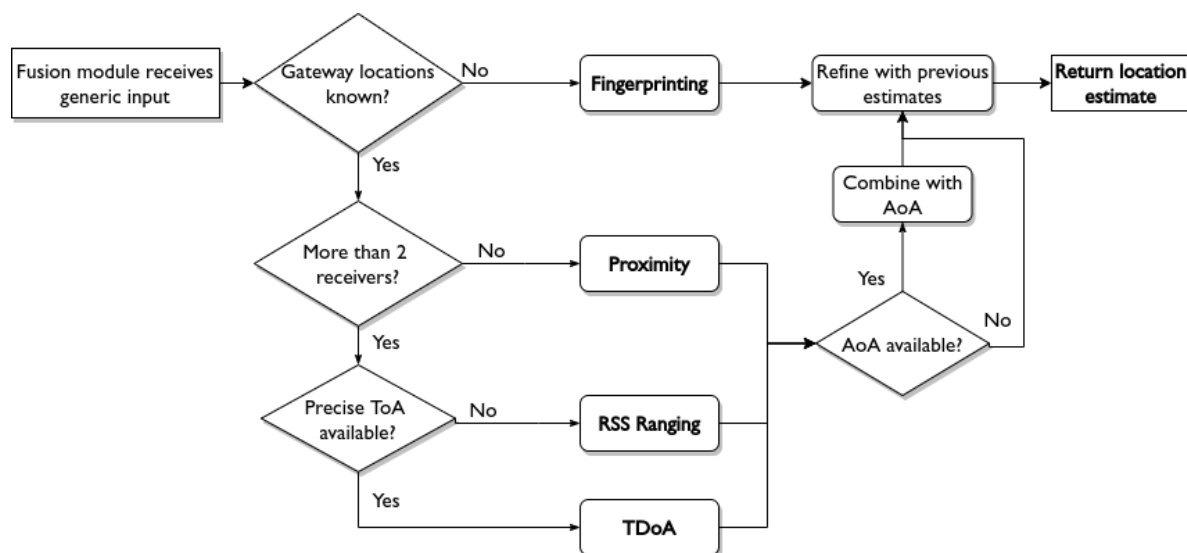 Fusion module receives
generic input
Gateway locations
known?
No
Fingerprinting
Refine with previous
estimates
Return location
estimate
Yes
Combine with
AoA
More than 2
receivers?
No
Proximity
Yes
AoA available?
No
Yes
Precise ToA
available?
No
RSS Ranging
Yes
TDoA